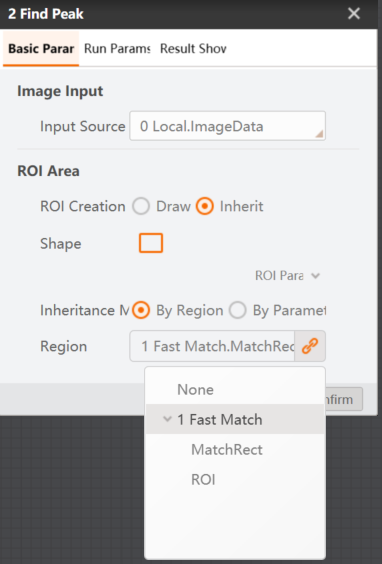 2 Find Peak
Basic Parar Run Params Result Shov
Image Input
Input Source 0 Local.ImageData
ROI Area
ROI Creation Draw Inherit
Shape
ROI Para
Inheritance M By Region By Paramet
Region 1 Fast Match.MatchRec
None
nfirm
1 Fast Match
MatchRect
ROI